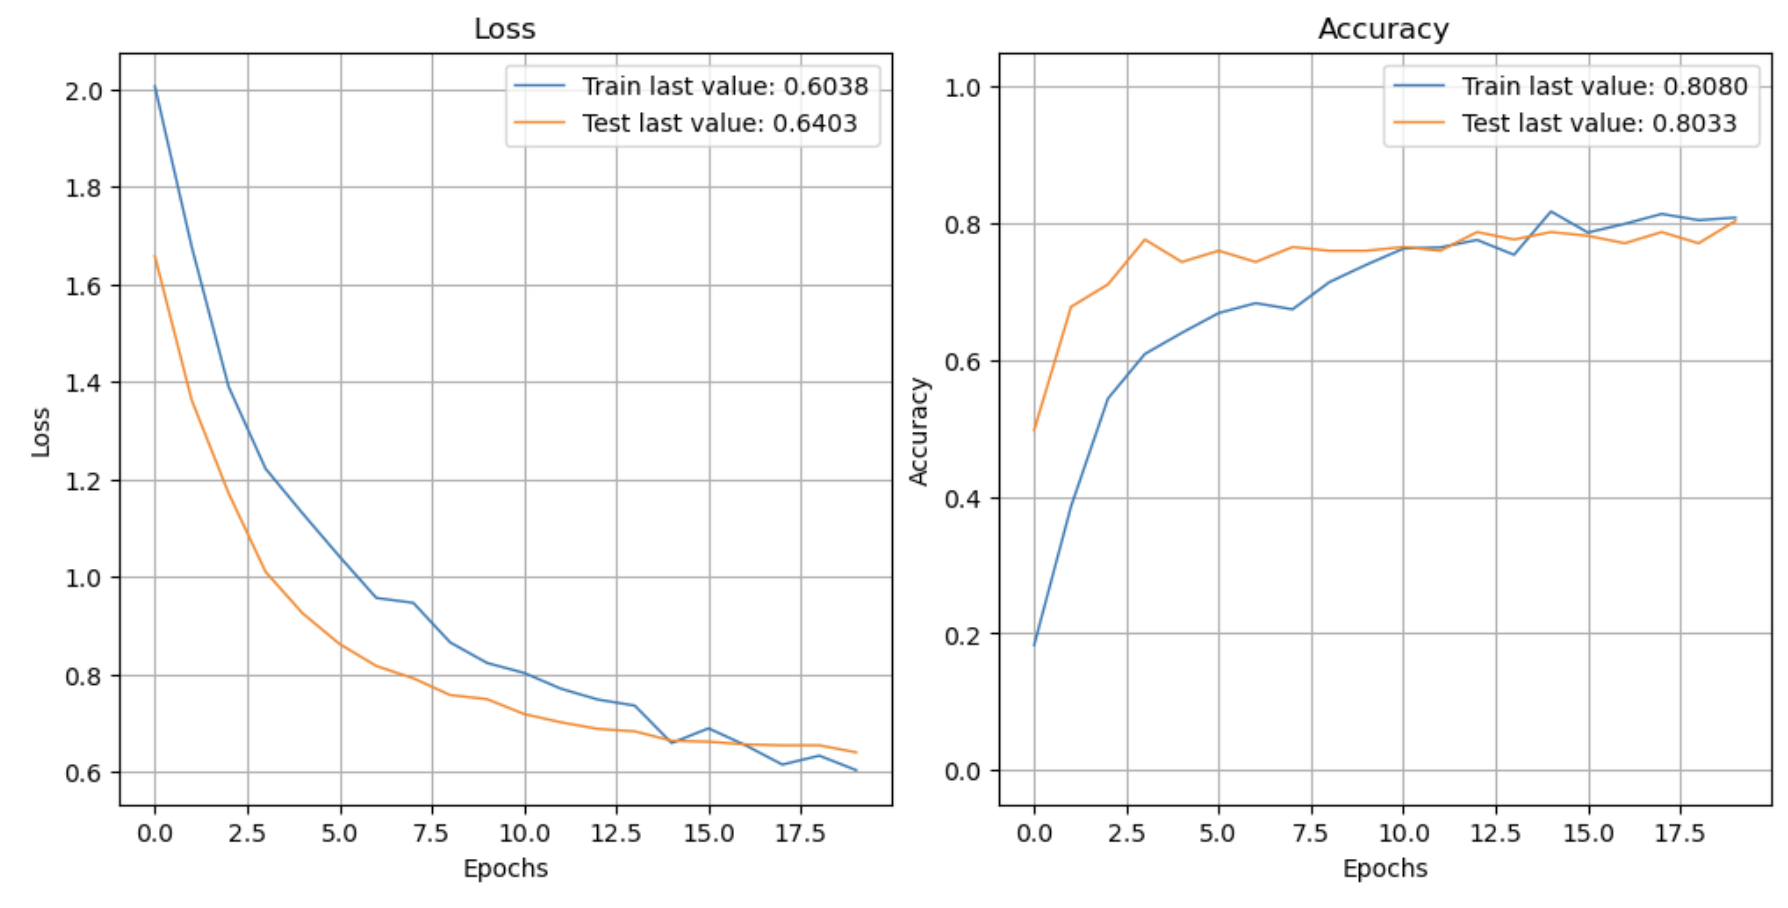 Loss
Train last value: 0.6038
Test last value: 0.6403
2.0
1.8
1.6
1.4
1.2
1.0
0.8
0.6
Loss
0.0 2.5 5.0 7.5 10.0 12.5 15.0 17.5
Epochs
Accuracy
Train last value: 0.8080
Test last value: 0.8033
1.0
0.8
0.6
0.4
0.2
0.0
Accuracy
0.0 2.5 5.0 7.5 10.0 12.5 15.0 17.5
Epochs